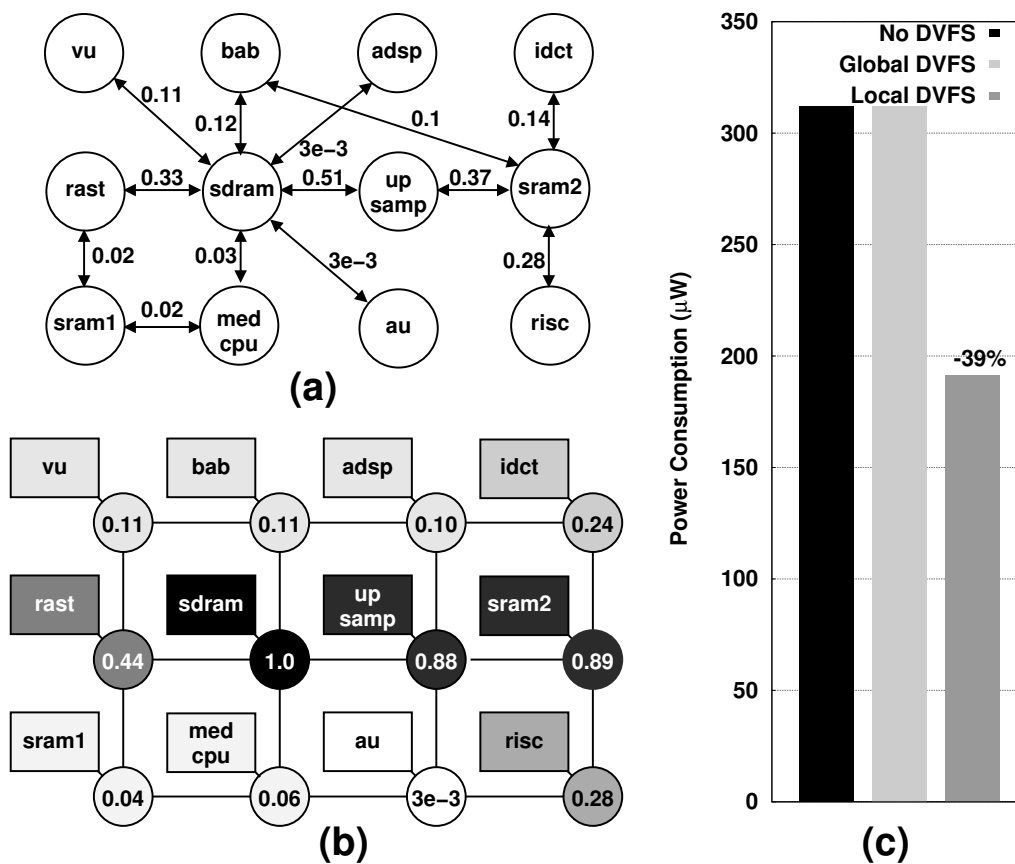 vu
bab
adsp
idct
0.11
0.12
0.1
0.14
3e−3
rast
0.33
sdram
0.51
up
samp
0.37
sram2
0.02
0.03
3e−3
0.28
sram1
0.02
med
cpu
au
risc
(a)
vu
bab
adsp
idct
0.11
0.11
0.10
0.24
rast
sdram
up
samp
sram2
0.44
1.0
0.88
0.89
sram1
med
cpu
au
risc
0.04
0.06
3e−3
0.28
(b)
Power Consumption (μW)
350
300
250
200
150
100
50
0
No DVFS
Global DVFS
Local DVFS
-39%
(c)